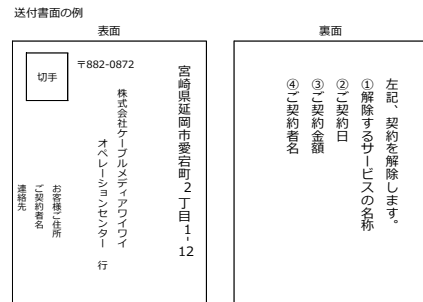 送付書面の例
表面
切手
〒882-0872
宮崎県延岡市愛宕町2丁目1-12
株式会社ケーブルメディアワイワイ
オペレーションセンター 行
お客様ご住所
ご契約者名
連絡先
裏面
左記、契約を解除します。
①解除するサービスの名称
②ご契約日
③ご契約金額
④ご契約者名